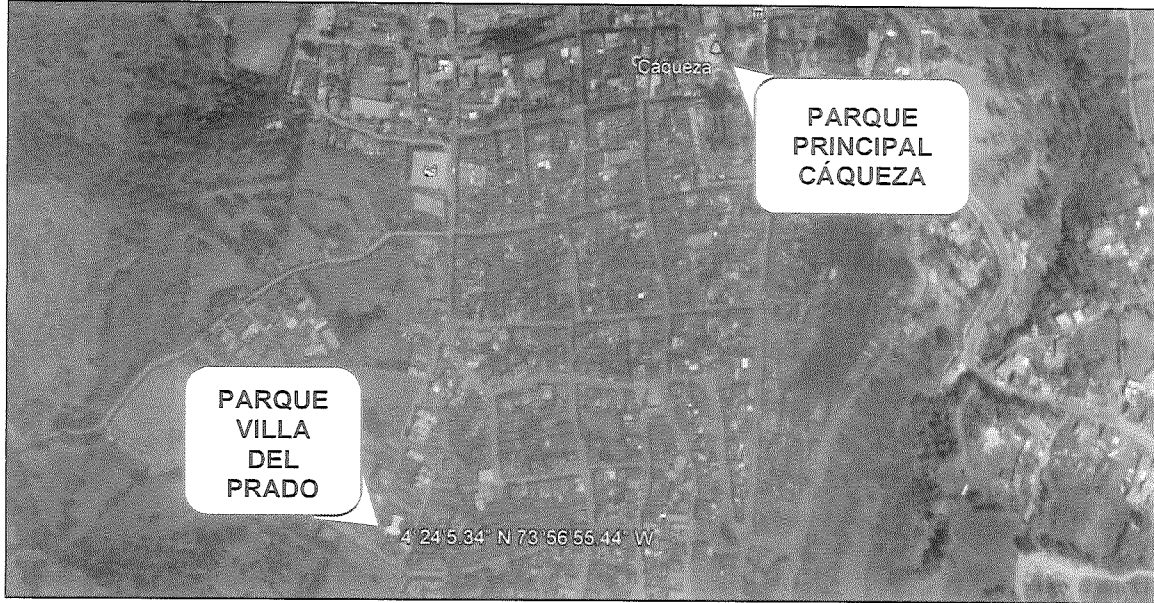 Cáqueza
PARQUE
PRINCIPAL
CÁQUEZA
PARQUE
VILLA
DEL
PRADO
4°24'5.34" N 73°56'55.44" W